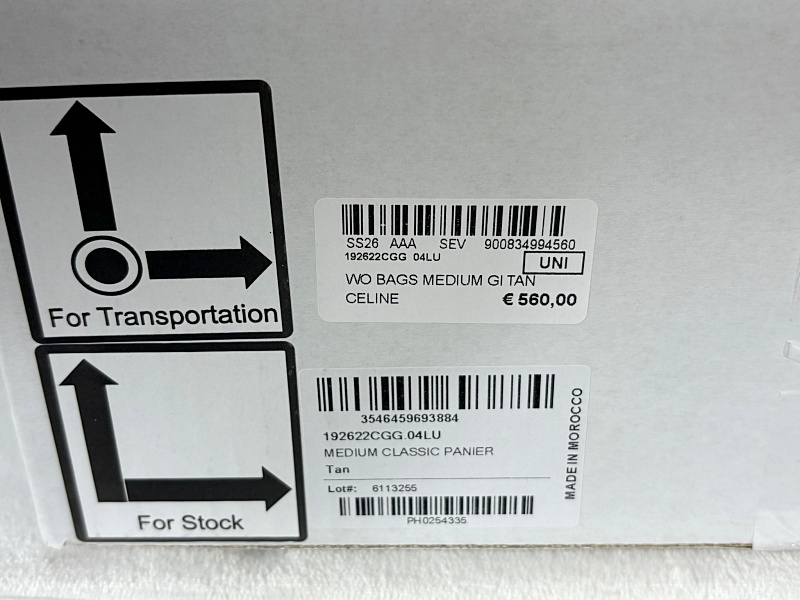 For Transportation
For Stock
SS26 AAA SEV 900834994560
192622CGG 04LU
UNI
WO BAGS MEDIUM GI TAN
CELINE € 560,00
3546459693884
192622CGG.04LU
MEDIUM CLASSIC PANIER
Tan
Lot#: 6113255
PH0254335
MADE IN MOROCCO